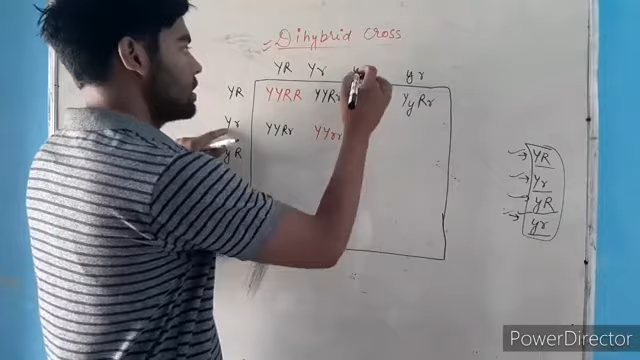 = Dihybrid Cross
YR Yr y yr
YR YYRR YYRr YyRr
Yr YYRr YYrr
yR
→ YR
→ Yr
→ yR
→ yr
PowerDirector